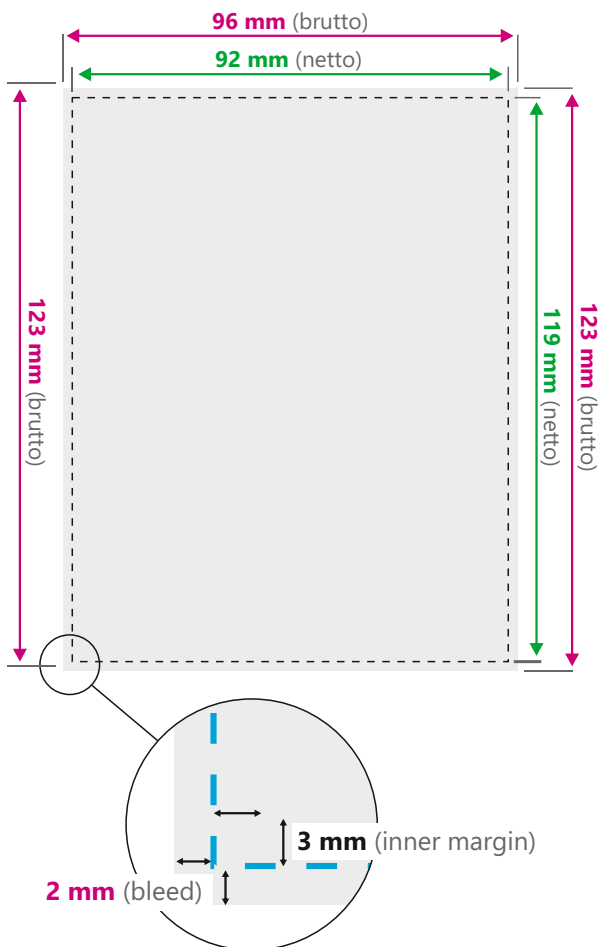 96 mm (brutto)
92 mm (netto)
123 mm (brutto)
119 mm (netto)
123 mm (brutto)
3 mm (inner margin)
2 mm (bleed)